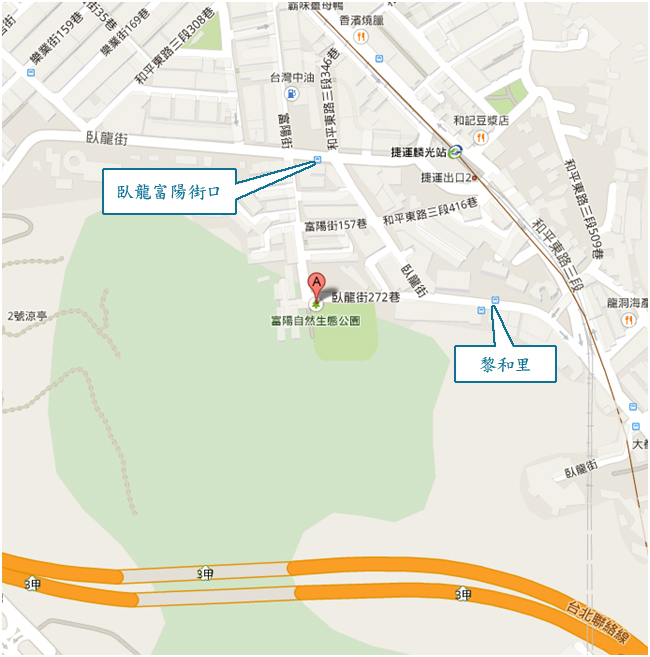 霸味薑母鴨
香濱燒臘
樂業街159巷
街35巷
樂業街169巷
和平東路三段308巷
台灣中油
和平東路三段346巷
富陽街
和記豆漿店
捷運麟光站
捷運出口2
臥龍街
臥龍富陽街口
和平東路三段509巷
富陽街157巷
和平東路三段416巷
和平東路三段
臥龍街
A
臥龍街272巷
富陽自然生態公園
2號涼亭
龍洞海產
黎和里
大都
臥龍街
3甲
3甲
3甲
台北聯絡線